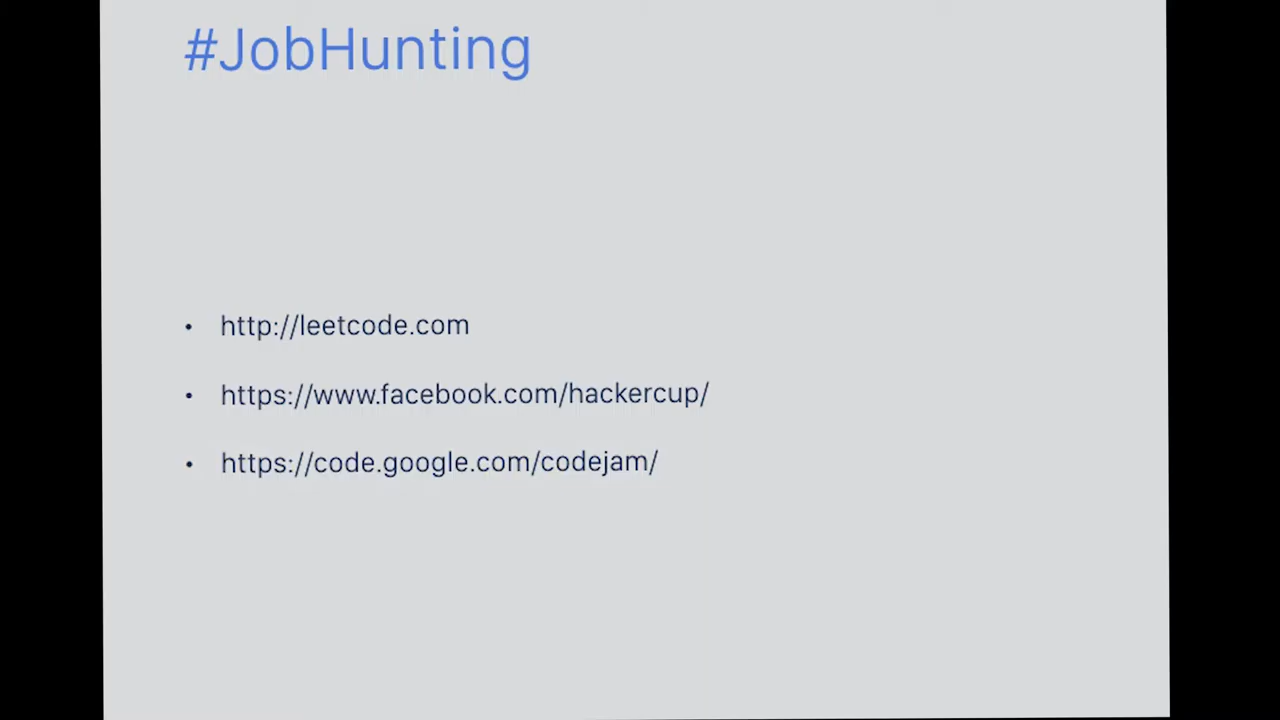 #JobHunting
• http://leetcode.com
• https://www.facebook.com/hackercup/
• https://code.google.com/codejam/